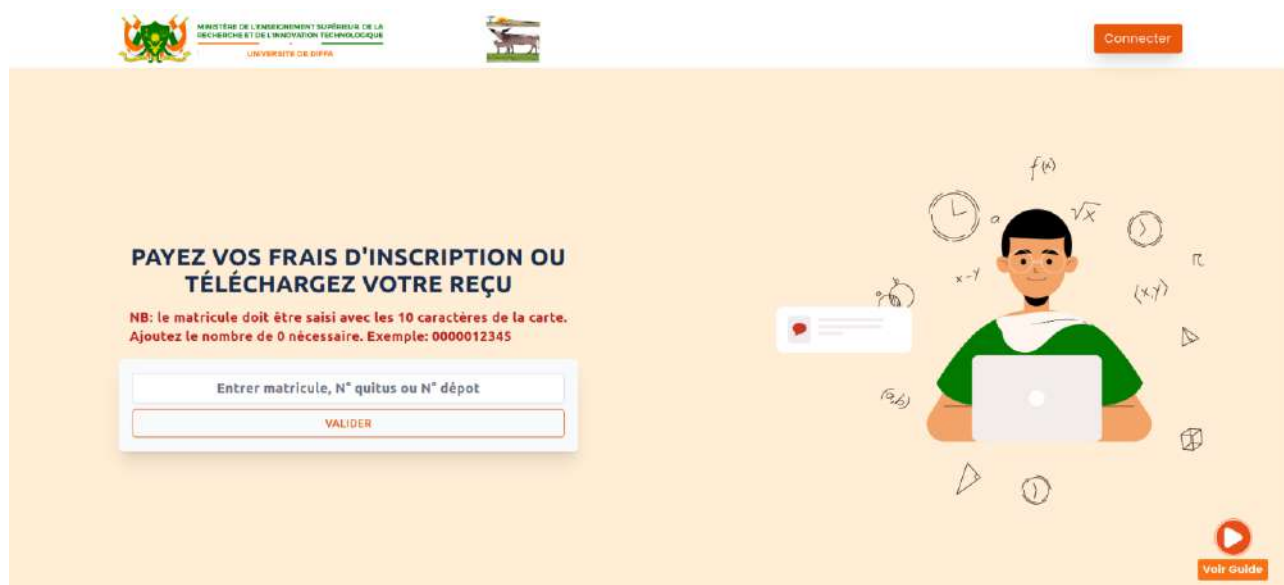 MINISTÈRE DE L'ENSEIGNEMENT SUPÉRIEUR DE LA
RECHERCHE ET DE L'INNOVATION TECHNOLOGIQUE
UNIVERSITE DE DIFFA
Connecter
PAYEZ VOS FRAIS D'INSCRIPTION OU
TÉLÉCHARGEZ VOTRE REÇU
NB: le matricule doit être saisi avec les 10 caractères de la carte.
Ajoutez le nombre de 0 nécessaire. Exemple: 0000012345
Entrer matricule, N° quitus ou N° dépot
VALIDER
f(x)
a
√x
x-y
π
(x,y)
(a,b)
Voir Guide